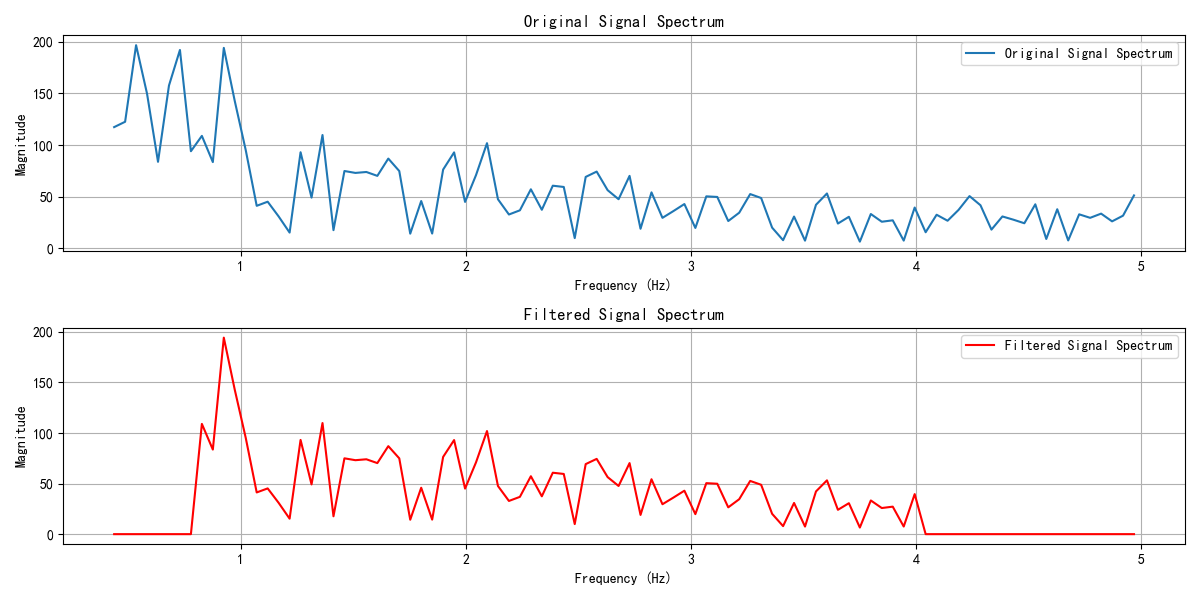 Original Signal Spectrum
200
150
100
50
0
Magnitude
Original Signal Spectrum
1
2
3
4
5
Frequency (Hz)
Filtered Signal Spectrum
200
150
100
50
0
Magnitude
Filtered Signal Spectrum
1
2
3
4
5
Frequency (Hz)